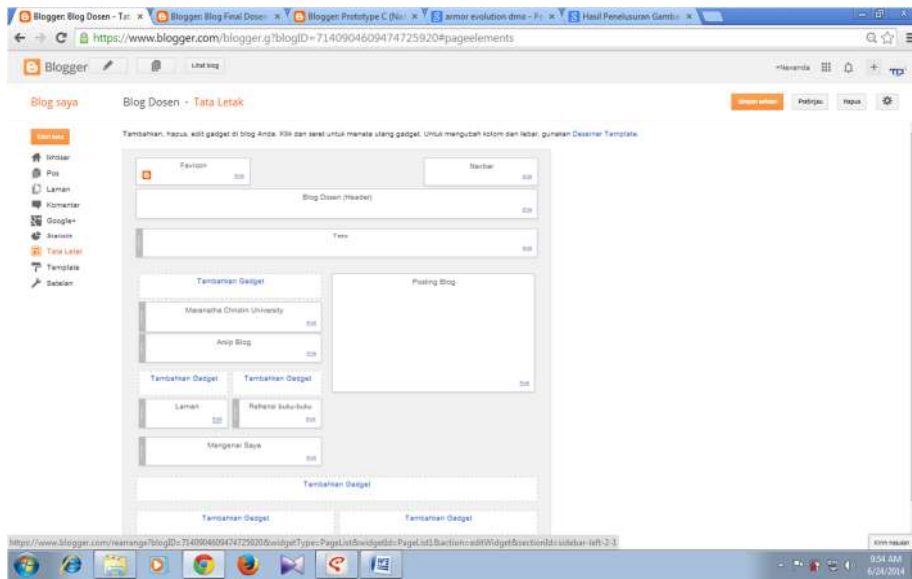 Blogger: Blog Dosen - Ta
Blogger: Blog Final Dosen
Blogger: Prototype C (Na
armor evolution dmo - P
Hasil Penelusuran Gamba
https://www.blogger.com/blogger.g?blogID=7140904609474725920#pageelements
Blogger
Lihat blog
Blog saya
Blog Dosen - Tata Letak
Simpan setelan
Pratinjau
Hapus
Tambahkan, hapus, edit gadget di blog Anda. Klik dan seret untuk menata ulang gadget. Untuk mengubah kolom dan lebar, gunakan Desainer Template.
Ikhtisar
Pos
Laman
Komentar
Google+
Statistik
Tata Letak
Template
Setelan
Favicon
Edit
Navbar
Edit
Blog Dosen (Header)
Edit
Teks
Edit
Tambahkan Gadget
Posting Blog
Maranatha Christin University
Edit
Arsip Blog
Edit
Tambahkan Gadget
Tambahkan Gadget
Edit
Laman
Edit
Refrensi buku-buku
Edit
Mengenai Saya
Edit
Tambahkan Gadget
Tambahkan Gadget
Tambahkan Gadget
https://www.blogger.com/rearrange?blogID=7140904609474725920&widgetType=PageList&widgetId=PageList1&action=editWidget&sectionId=sidebar-left-2-1
Kirim masukan
9:54 AM
6/24/2014